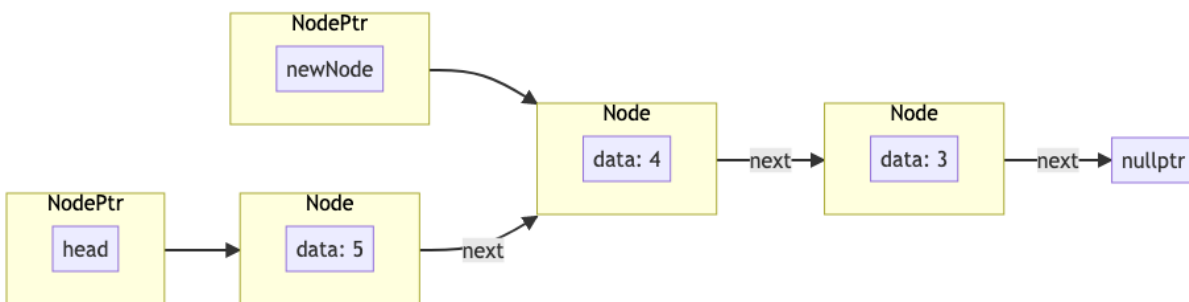 NodePtr
newNode
Node
data: 4
next
Node
data: 3
next
nullptr
NodePtr
head
Node
data: 5
next